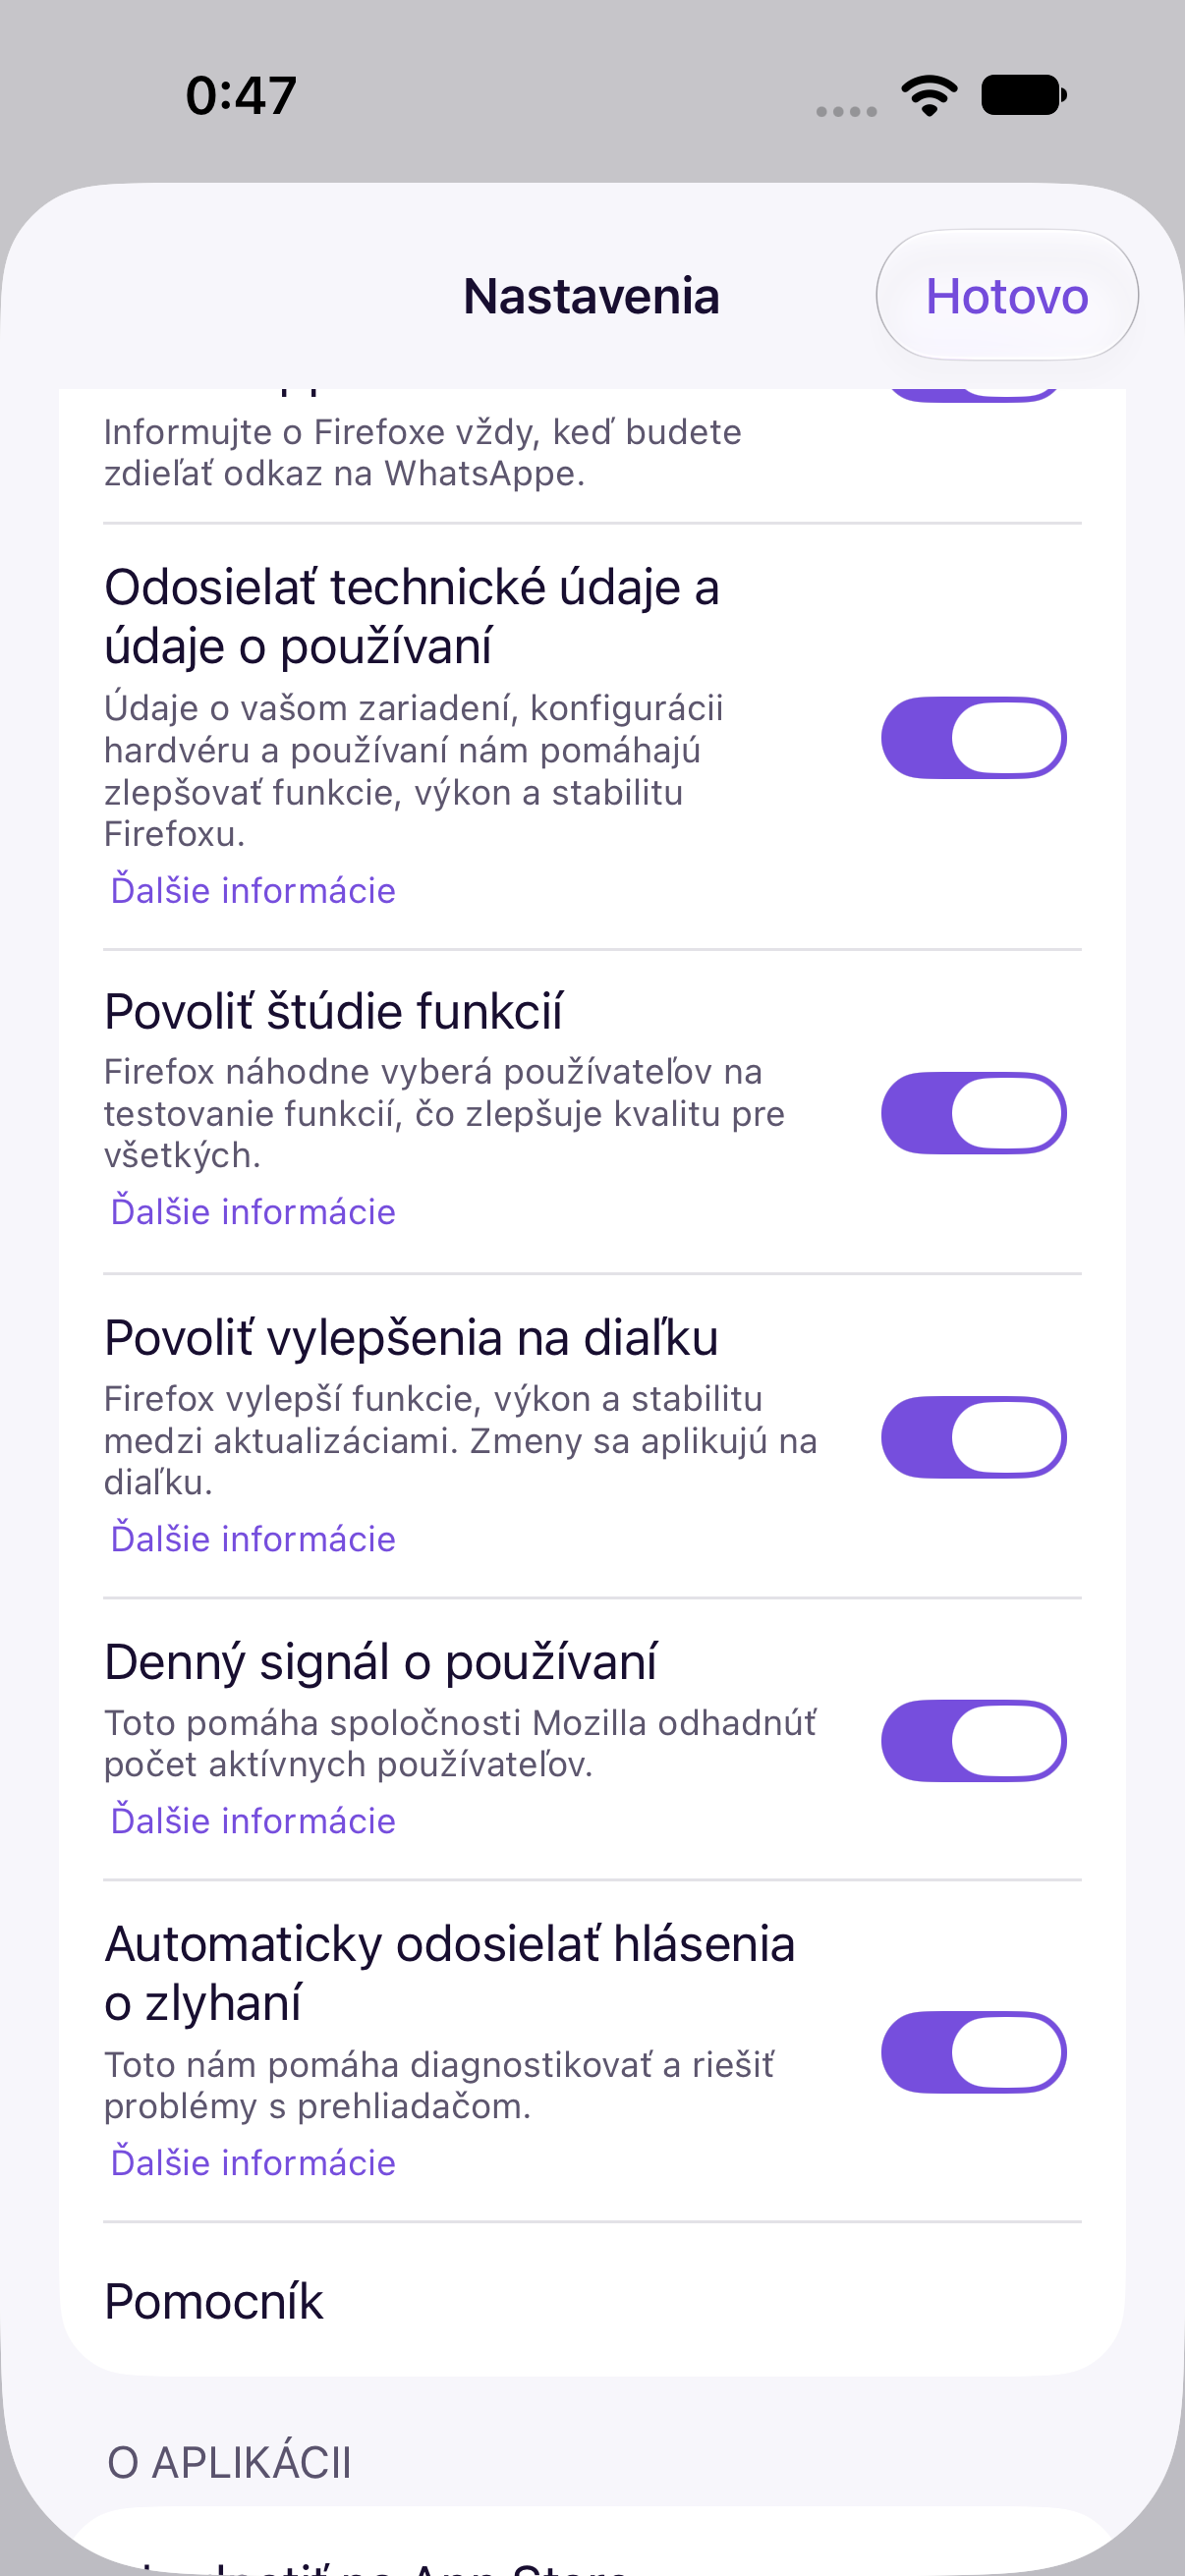 0:47
Nastavenia
Hotovo
Informujte o Firefoxe vždy, keď budete
zdieľať odkaz na WhatsAppe.
Odosielať technické údaje a
údaje o používaní
Údaje o vašom zariadení, konfigurácii
hardvéru a používaní nám pomáhajú
zlepšovať funkcie, výkon a stabilitu
Firefoxu.
Ďalšie informácie
Povoliť štúdie funkcií
Firefox náhodne vyberá používateľov na
testovanie funkcií, čo zlepšuje kvalitu pre
všetkých.
Ďalšie informácie
Povoliť vylepšenia na diaľku
Firefox vylepší funkcie, výkon a stabilitu
medzi aktualizáciami. Zmeny sa aplikujú na
diaľku.
Ďalšie informácie
Denný signál o používaní
Toto pomáha spoločnosti Mozilla odhadnúť
počet aktívnych používateľov.
Ďalšie informácie
Automaticky odosielať hlásenia
o zlyhaní
Toto nám pomáha diagnostikovať a riešiť
problémy s prehliadačom.
Ďalšie informácie
Pomocník
O APLIKÁCII
na App Store